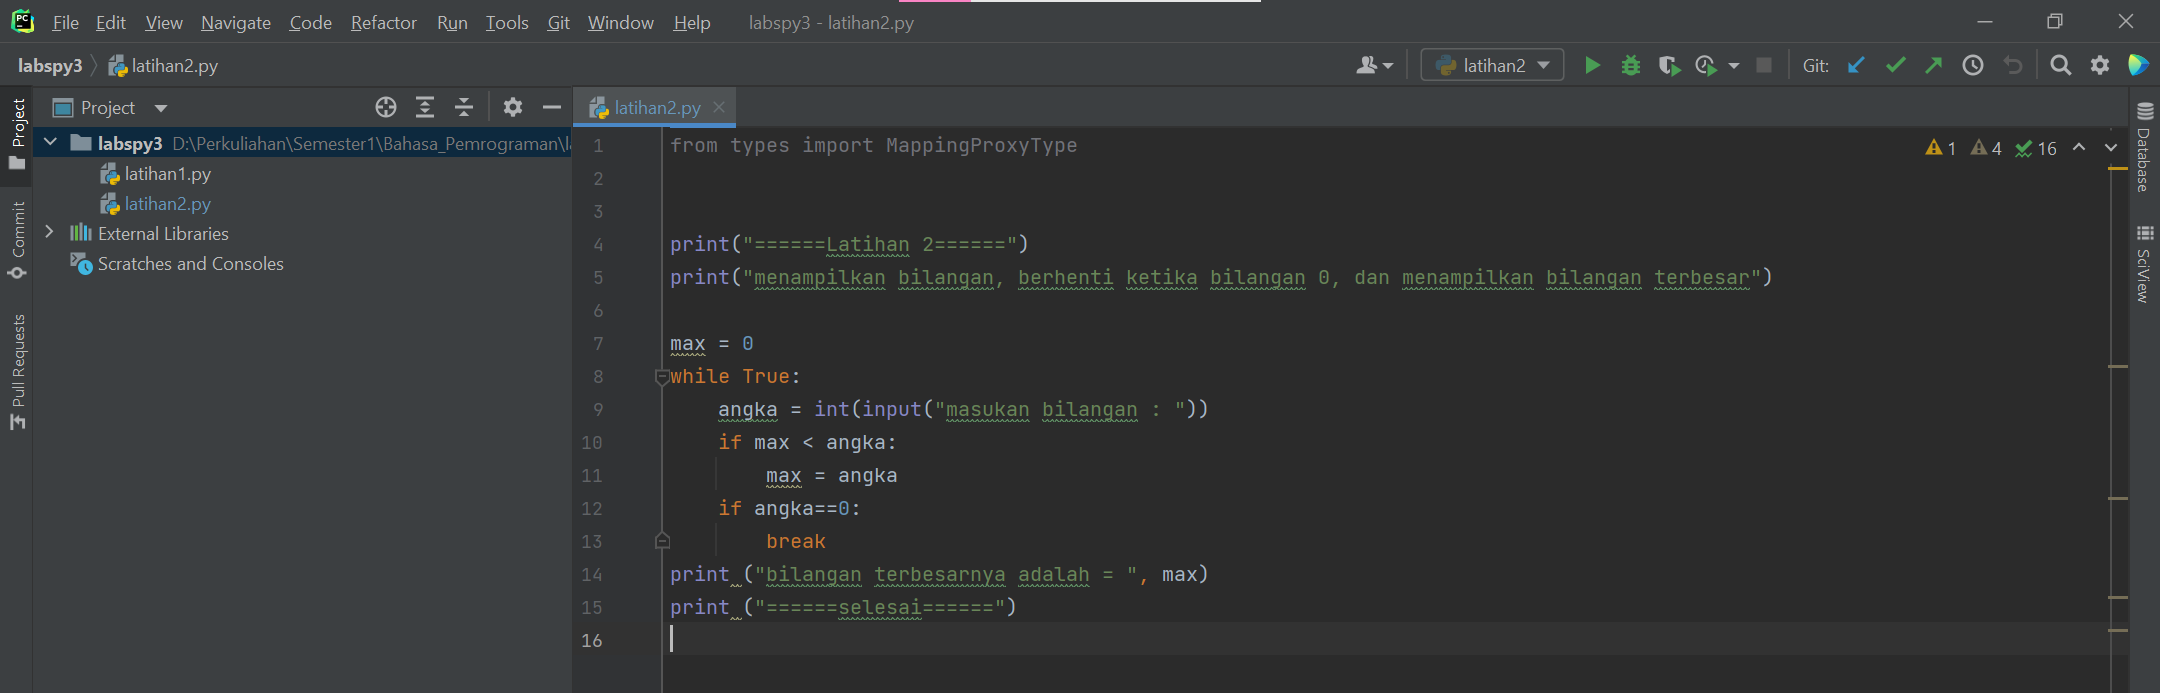 PC File Edit View Navigate Code Refactor Run Tools Git Window Help labspy3 - latihan2.py
labspy3 latihan2.py latihan2 Git:
Project
Project
labspy3 D:\Perkuliahan\Semester1\Bahasa_Pemrograman\l
latihan1.py
latihan2.py
External Libraries
Scratches and Consoles
Commit
Pull Requests
latihan2.py
1 from types import MappingProxyType
2
3
4 print("======Latihan 2======")
5 print("menampilkan bilangan, berhenti ketika bilangan 0, dan menampilkan bilangan terbesar")
6
7 max = 0
8 while True:
9     angka = int(input("masukan bilangan : "))
10     if max < angka:
11         max = angka
12     if angka==0:
13         break
14 print ("bilangan terbesarnya adalah = ", max)
15 print ("======selesai======")
16
1 4 16
Database
SciView